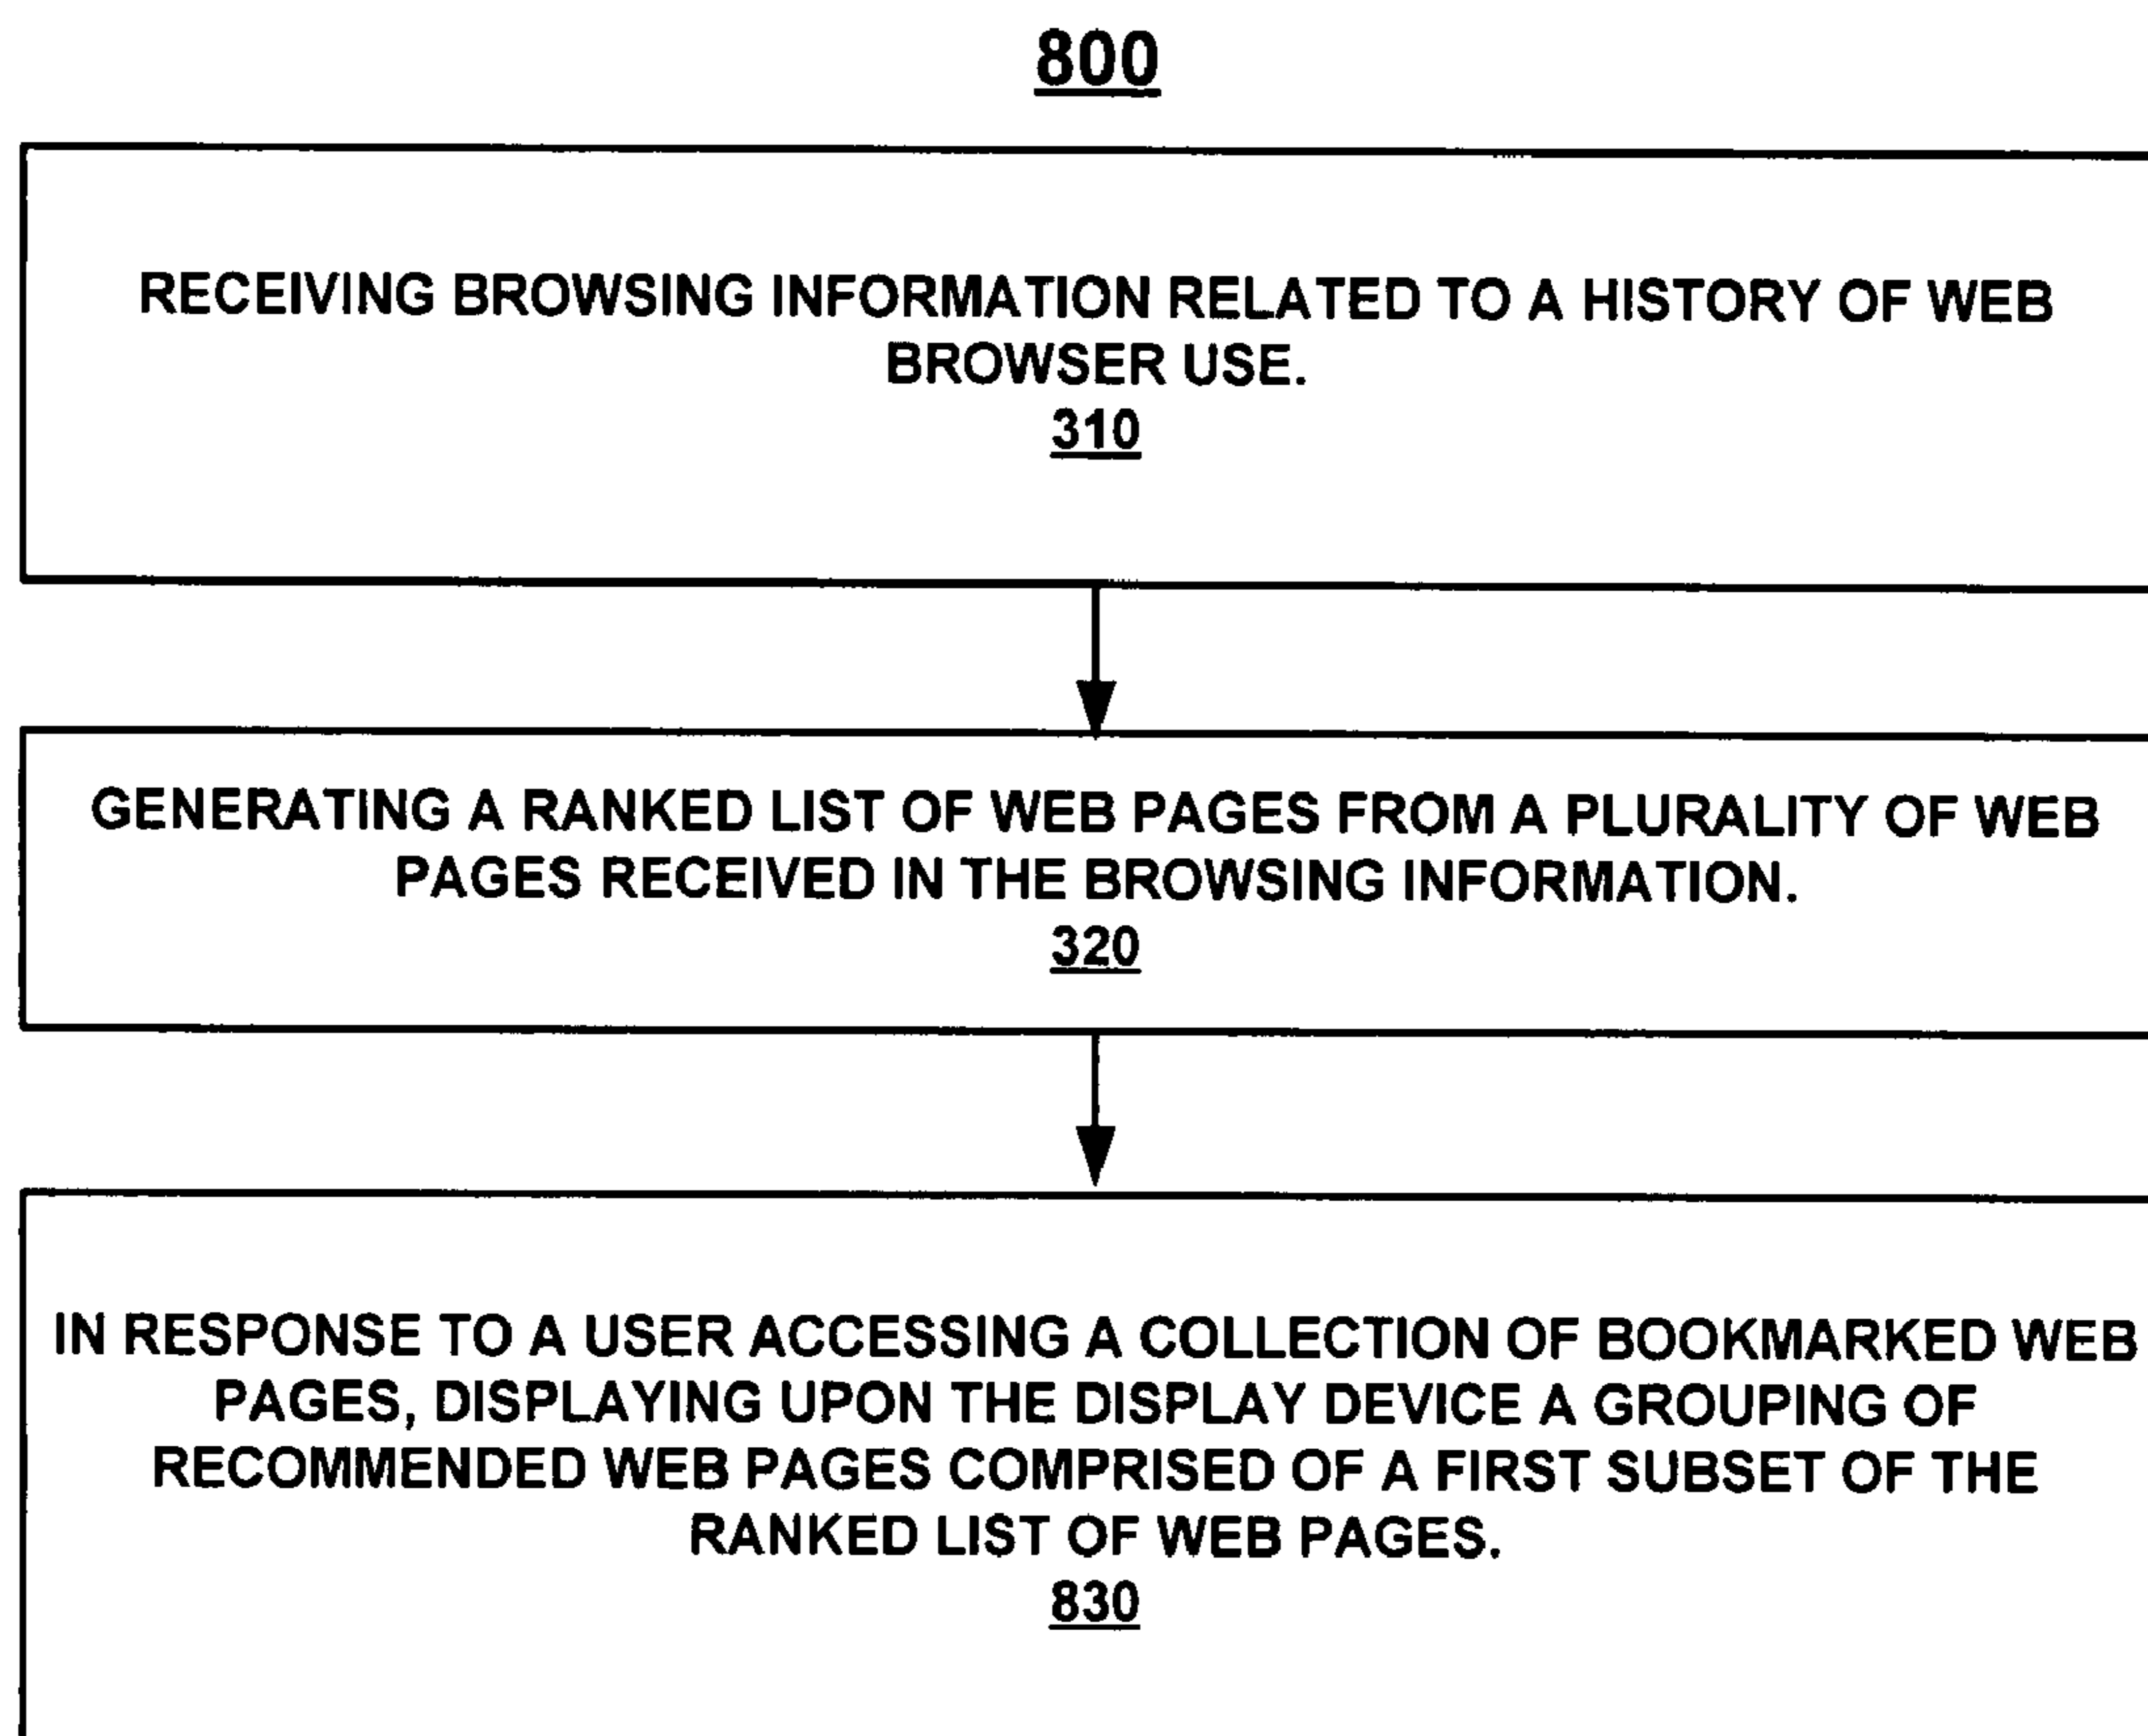 800
RECEIVING BROWSING INFORMATION RELATED TO A HISTORY OF WEB
BROWSER USE.
310
GENERATING A RANKED LIST OF WEB PAGES FROM A PLURALITY OF WEB
PAGES RECEIVED IN THE BROWSING INFORMATION.
320
IN RESPONSE TO A USER ACCESSING A COLLECTION OF BOOKMARKED WEB
PAGES, DISPLAYING UPON THE DISPLAY DEVICE A GROUPING OF
RECOMMENDED WEB PAGES COMPRISED OF A FIRST SUBSET OF THE
RANKED LIST OF WEB PAGES.
830